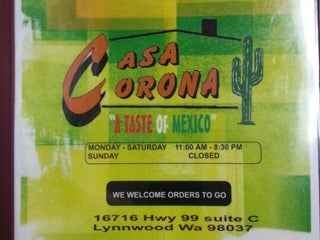 CASA
CORONA
"A TASTE OF MEXICO"
MONDAY - SATURDAY 11:00 AM - 8:30 PM
SUNDAY CLOSED
WE WELCOME ORDERS TO GO
16716 Hwy 99 suite C
Lynnwood Wa 98037